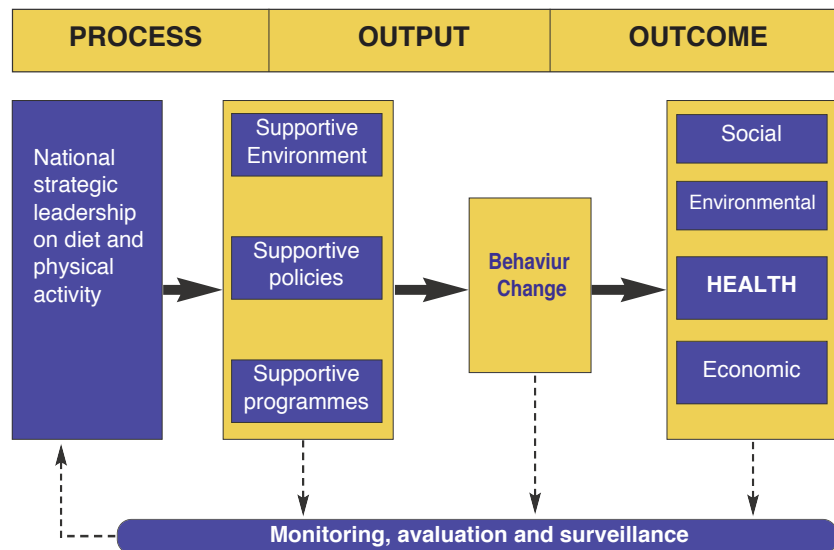 PROCESS
OUTPUT
OUTCOME
National
strategic
leadership
on diet and
physical
activity
Supportive
Environment
Supportive
policies
Supportive
programmes
Behaviur
Change
Social
Environmental
HEALTH
Economic
Monitoring, avaluation and surveillance